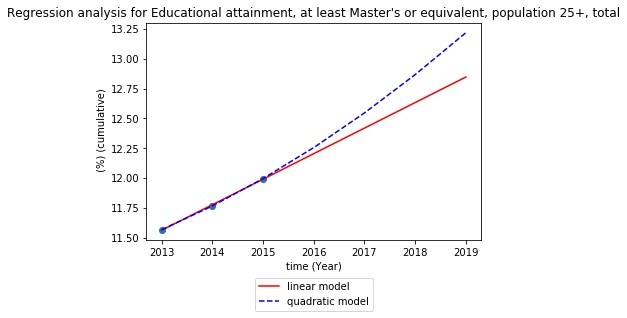 Regression analysis for Educational attainment, at least Master's or equivalent, population 25+, total
13.25
13.00
12.75
12.50
12.25
12.00
11.75
11.50
(%) (cumulative)
2013 2014 2015 2016 2017 2018 2019
time (Year)
linear model
quadratic model